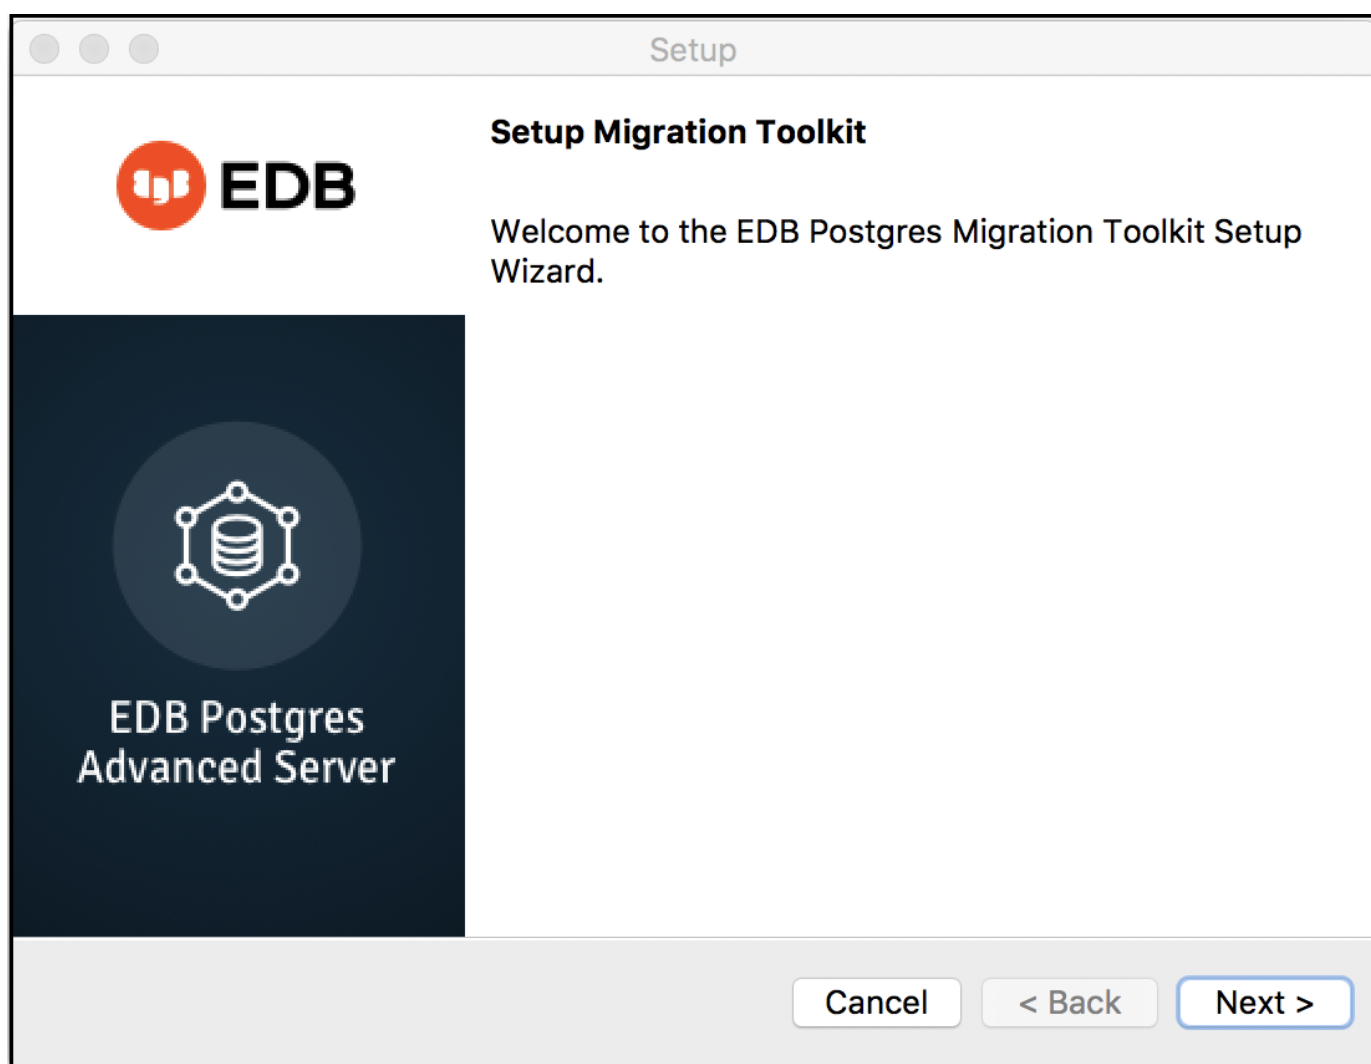 Setup
EDB
Setup Migration Toolkit
Welcome to the EDB Postgres Migration Toolkit Setup
Wizard.
EDB Postgres
Advanced Server
Cancel
< Back
Next >